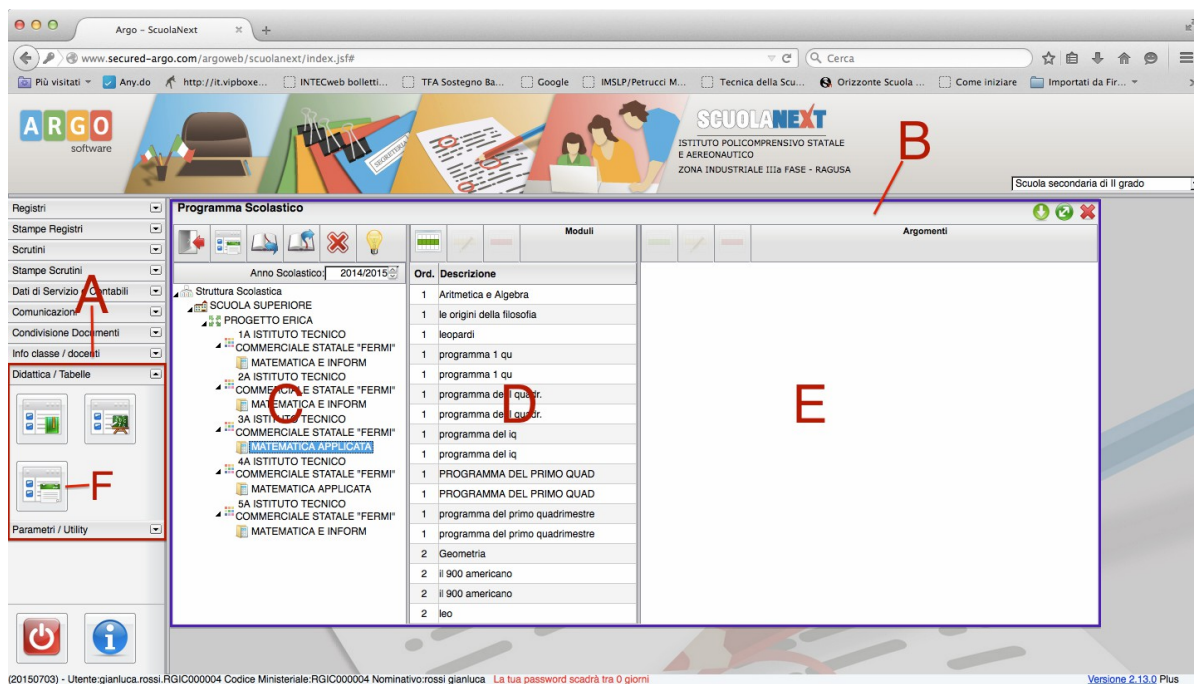 Argo - ScuolaNext
www.secured-argo.com/argoweb/scuolanext/index.jsf#
Cerca
Più visitati
Any.do
http://it.vipboxe...
INTECweb bolletti...
TFA Sostegno Ba...
Google
IMSLP/Petrucci M...
Tecnica della Scu...
Orizzonte Scuola ...
Come iniziare
Importati da Fir...
ARGO
software
SECRETERIA
SCUOLANEXT
ISTITUTO POLICOMPRENSIVO STATALE
E AEREONAUTICO
ZONA INDUSTRIALE IIIa FASE - RAGUSA
B
Scuola secondaria di II grado
Registri
Stampe Registri
Scrutini
Stampe Scrutini
Dati di Servizio e Contabili
Comunicazioni
Condivisione Documenti
Info classe / docenti
Didattica / Tabelle
Parametri / Utility
A
F
Programma Scolastico
Anno Scolastico: 2014/2015
Struttura Scolastica
SCUOLA SUPERIORE
PROGETTO ERICA
1A ISTITUTO TECNICO
COMMERCIALE STATALE "FERMI"
MATEMATICA E INFORM
2A ISTITUTO TECNICO
COMMERCIALE STATALE "FERMI"
MATEMATICA E INFORM
3A ISTITUTO TECNICO
COMMERCIALE STATALE "FERMI"
MATEMATICA APPLICATA
4A ISTITUTO TECNICO
COMMERCIALE STATALE "FERMI"
MATEMATICA APPLICATA
5A ISTITUTO TECNICO
COMMERCIALE STATALE "FERMI"
MATEMATICA E INFORM
C
Moduli
Ord. Descrizione
1 Aritmetica e Algebra
1 le origini della filosofia
1 leopardi
1 programma 1 qu
1 programma 1 qu
1 programma del I quadr.
1 programma del I quadr.
1 programma del iq
1 programma del iq
1 PROGRAMMA DEL PRIMO QUAD
1 PROGRAMMA DEL PRIMO QUAD
1 programma del primo quadrimestre
1 programma del primo quadrimestre
2 Geometria
2 il 900 americano
2 il 900 americano
2 leo
D
Argomenti
E
(20150703) - Utente:gianluca.rossi.RGIC000004 Codice Ministeriale:RGIC000004 Nominativo:rossi gianluca La tua password scadrà tra 0 giorni
Versione 2.13.0 Plus